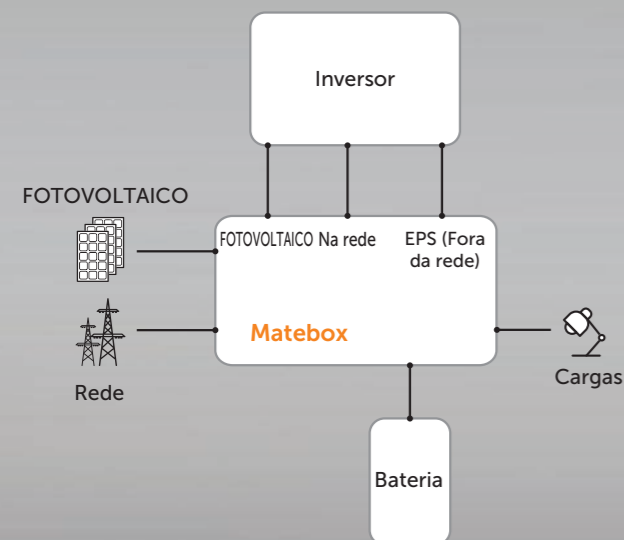 Inversor
FOTOVOLTAICO
FOTOVOLTAICO Na rede
EPS (Fora
da rede)
Matebox
Rede
Cargas
Bateria